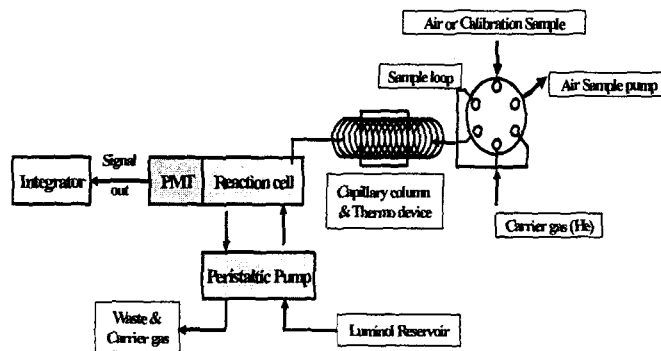 Air or Calibration Sample
Sample loop
Air Sample pump
Signal
out
Integrator
PMT
Reaction cell
Capillary column
& Thermo device
Carrier gas (He)
Peristaltic Pump
Waste &
Carrier gas
Luminol Reservoir